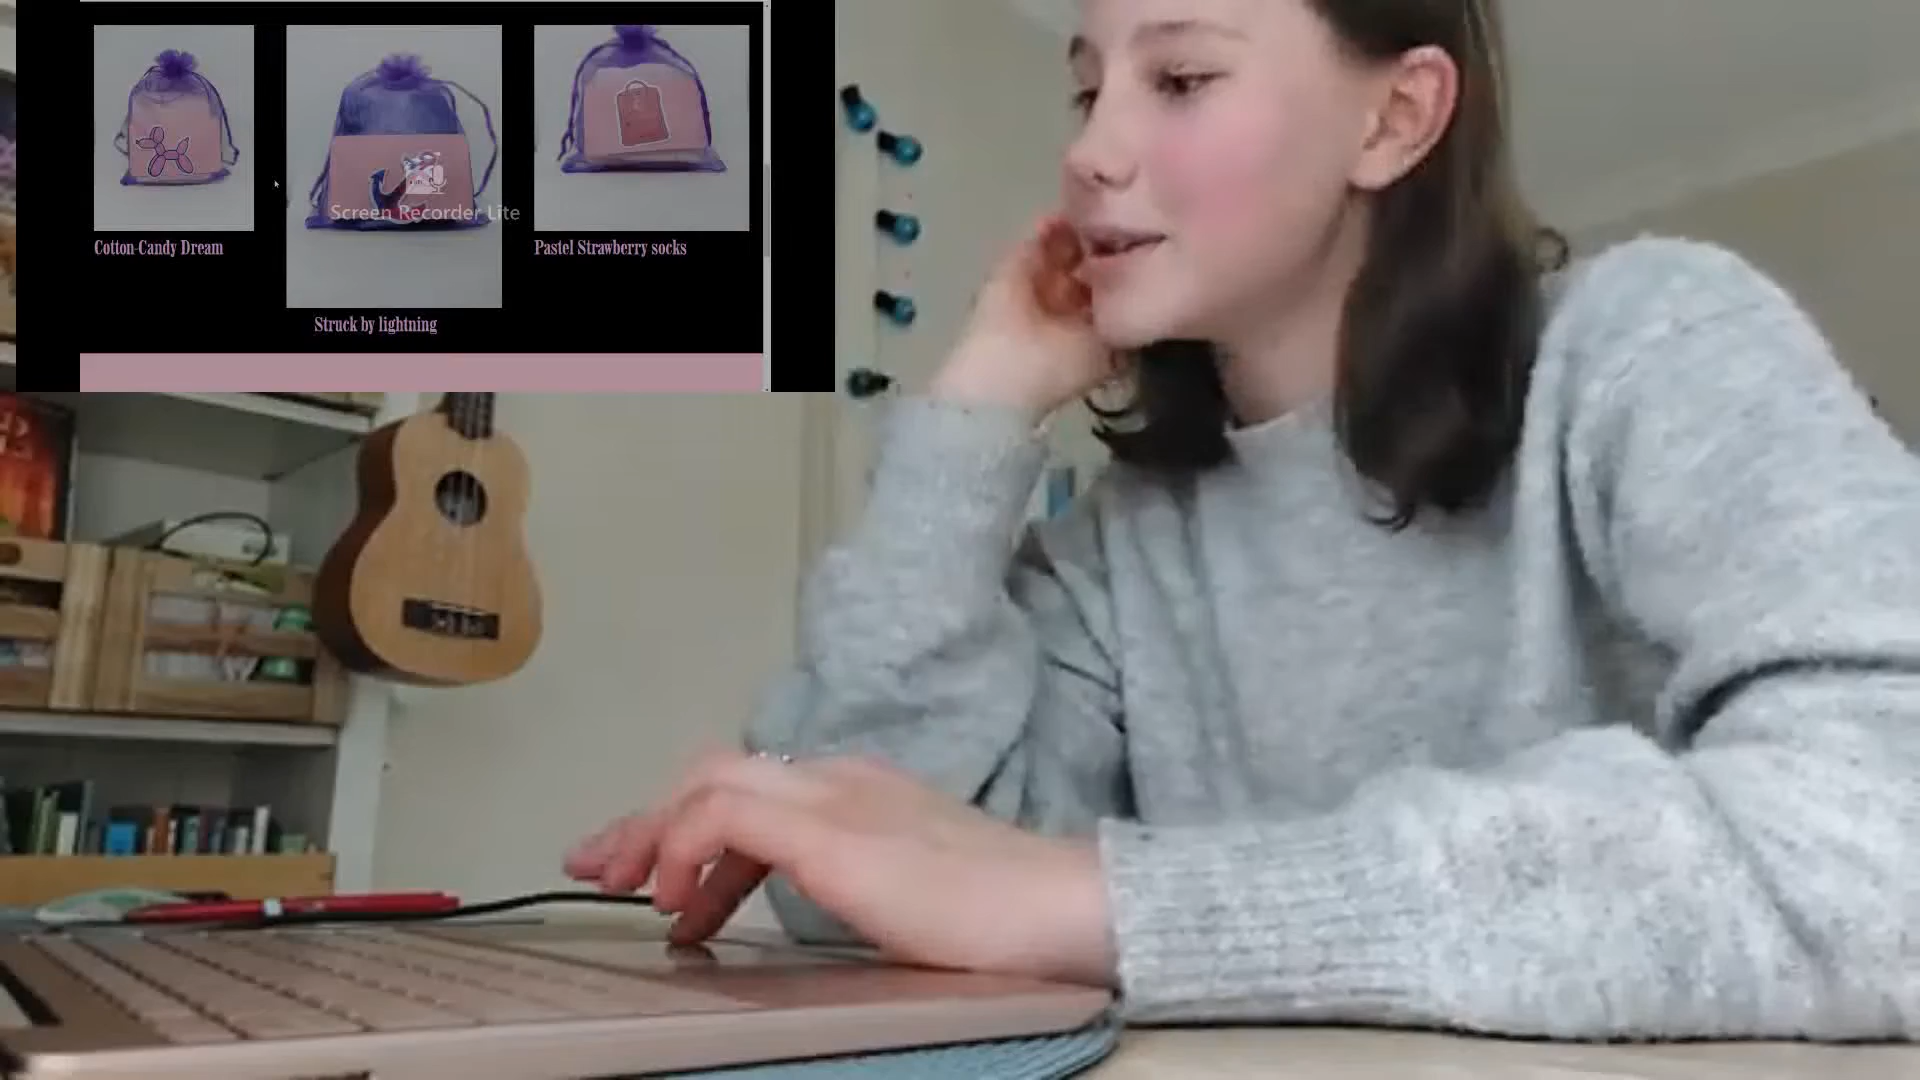 Screen Recorder Lite
Cotton-Candy Dream
Pastel Strawberry socks
Struck by lightning